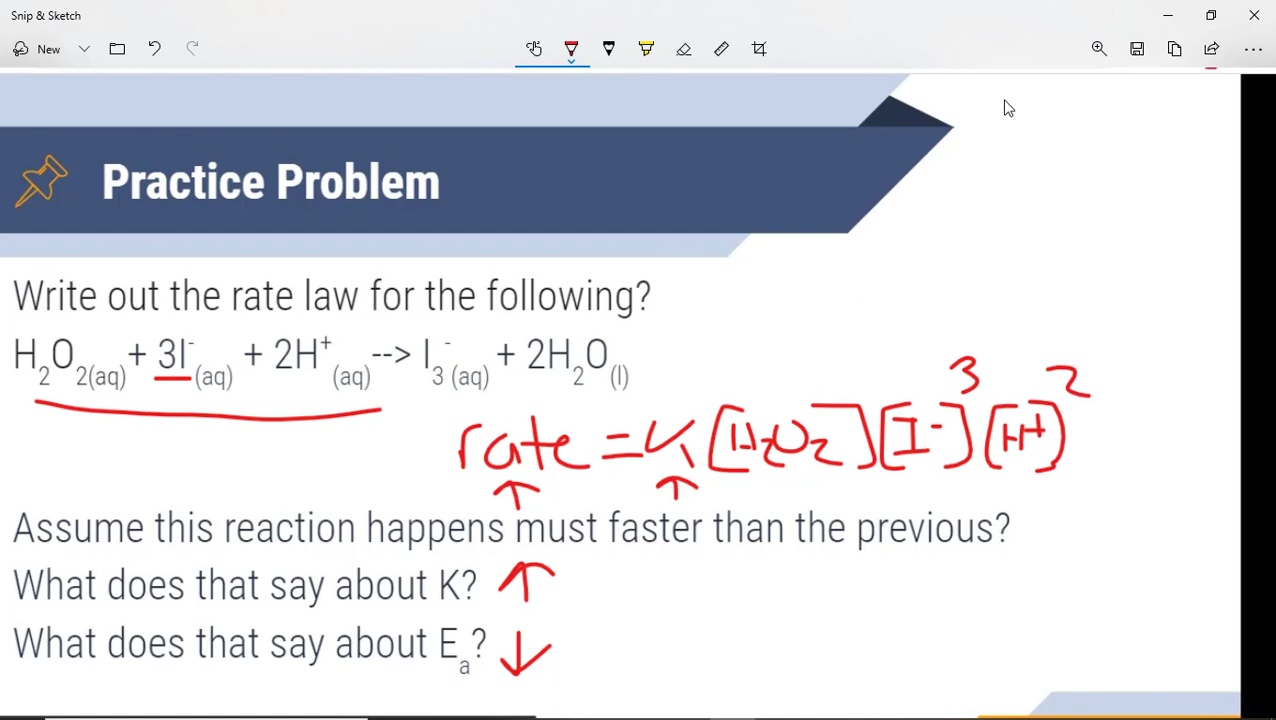 Snip & Sketch
New
Practice Problem
Write out the rate law for the following?
H₂O₂(aq) + 3I⁻(aq) + 2H⁺(aq) --> I₃⁻(aq) + 2H₂O(l)
rate = K [H₂O₂] [I⁻]³ [H⁺]²
Assume this reaction happens must faster than the previous?
What does that say about K? ↑
What does that say about Eₐ? ↓